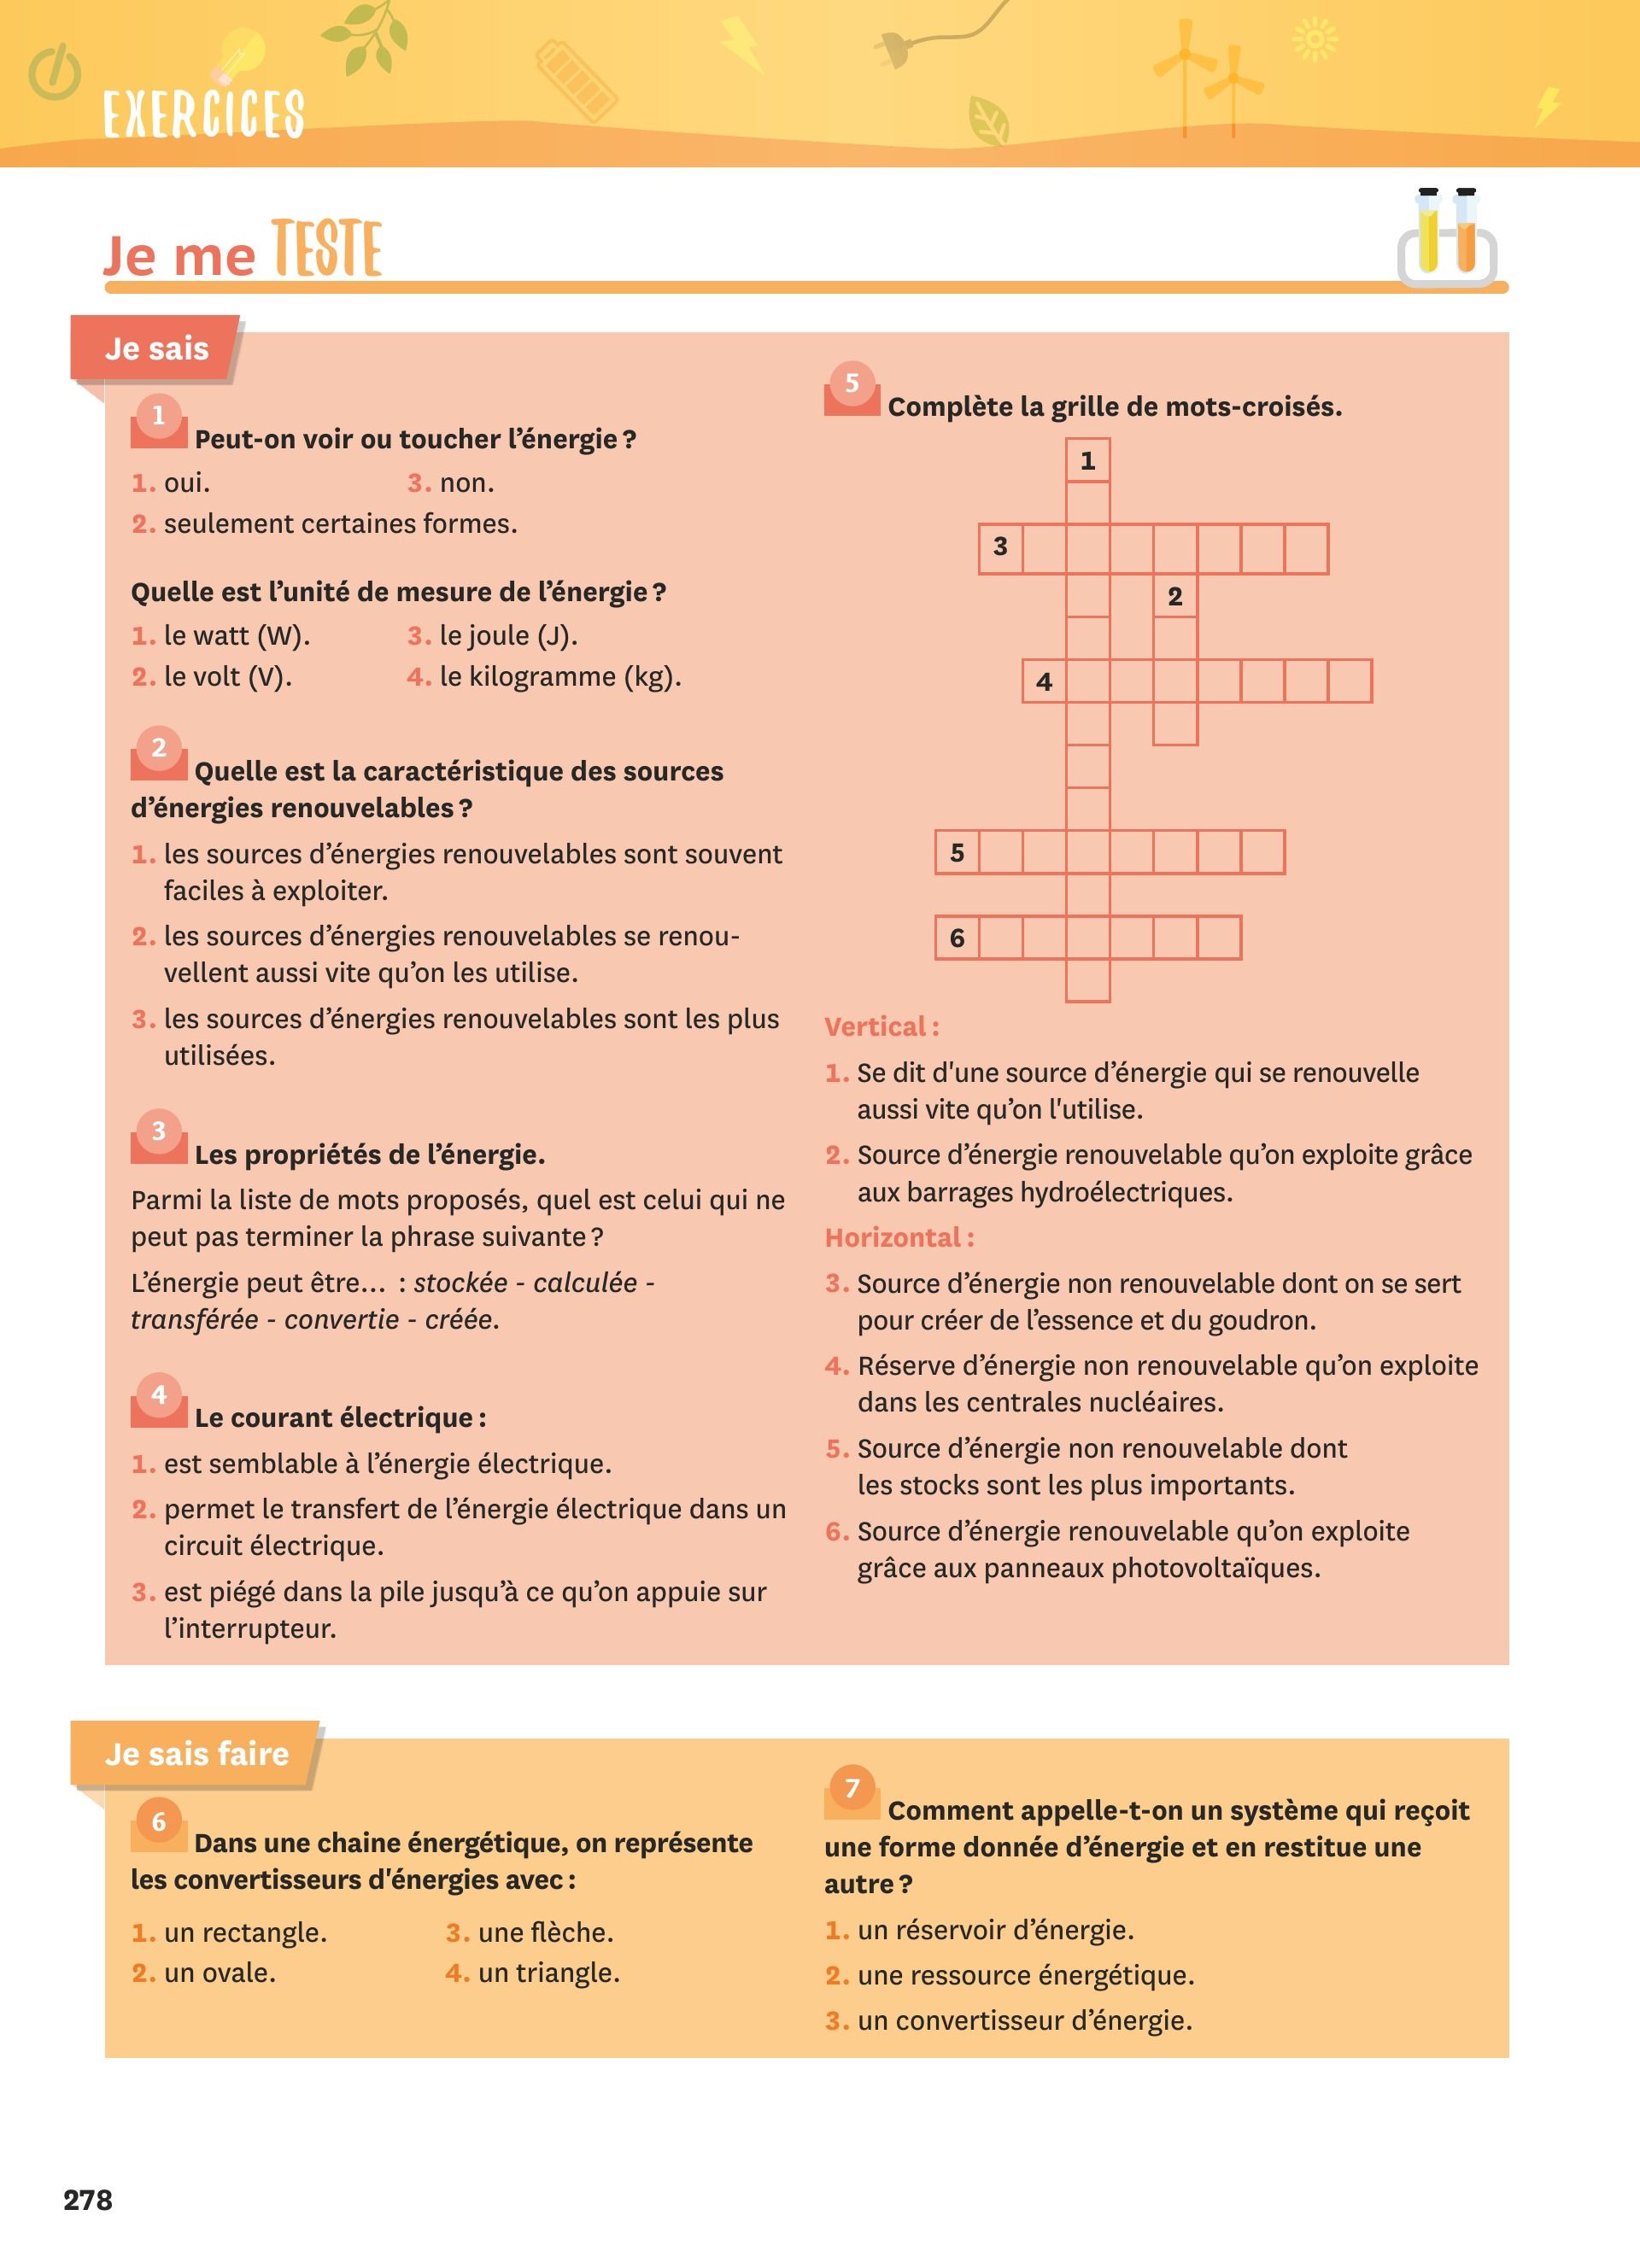 EXERCICES
Je me TESTE
Je sais
1 Peut-on voir ou toucher l’énergie ?
1. oui. 3. non.
2. seulement certaines formes.
Quelle est l’unité de mesure de l’énergie ?
1. le watt (W). 3. le joule (J).
2. le volt (V). 4. le kilogramme (kg).
2 Quelle est la caractéristique des sources
d’énergies renouvelables ?
1. les sources d’énergies renouvelables sont souvent
faciles à exploiter.
2. les sources d’énergies renouvelables se renou-
vellent aussi vite qu’on les utilise.
3. les sources d’énergies renouvelables sont les plus
utilisées.
3 Les propriétés de l’énergie.
Parmi la liste de mots proposés, quel est celui qui ne
peut pas terminer la phrase suivante ?
L’énergie peut être… : stockée - calculée -
transférée - convertie - créée.
4 Le courant électrique :
1. est semblable à l’énergie électrique.
2. permet le transfert de l’énergie électrique dans un
circuit électrique.
3. est piégé dans la pile jusqu’à ce qu’on appuie sur
l’interrupteur.
5 Complète la grille de mots-croisés.
1
3
2
4
5
6
Vertical :
1. Se dit d'une source d’énergie qui se renouvelle
aussi vite qu’on l'utilise.
2. Source d’énergie renouvelable qu’on exploite grâce
aux barrages hydroélectriques.
Horizontal :
3. Source d’énergie non renouvelable dont on se sert
pour créer de l’essence et du goudron.
4. Réserve d’énergie non renouvelable qu’on exploite
dans les centrales nucléaires.
5. Source d’énergie non renouvelable dont
les stocks sont les plus importants.
6. Source d’énergie renouvelable qu’on exploite
grâce aux panneaux photovoltaïques.
Je sais faire
6 Dans une chaine énergétique, on représente
les convertisseurs d'énergies avec :
1. un rectangle. 3. une flèche.
2. un ovale. 4. un triangle.
7 Comment appelle-t-on un système qui reçoit
une forme donnée d’énergie et en restitue une
autre ?
1. un réservoir d’énergie.
2. une ressource énergétique.
3. un convertisseur d’énergie.
278